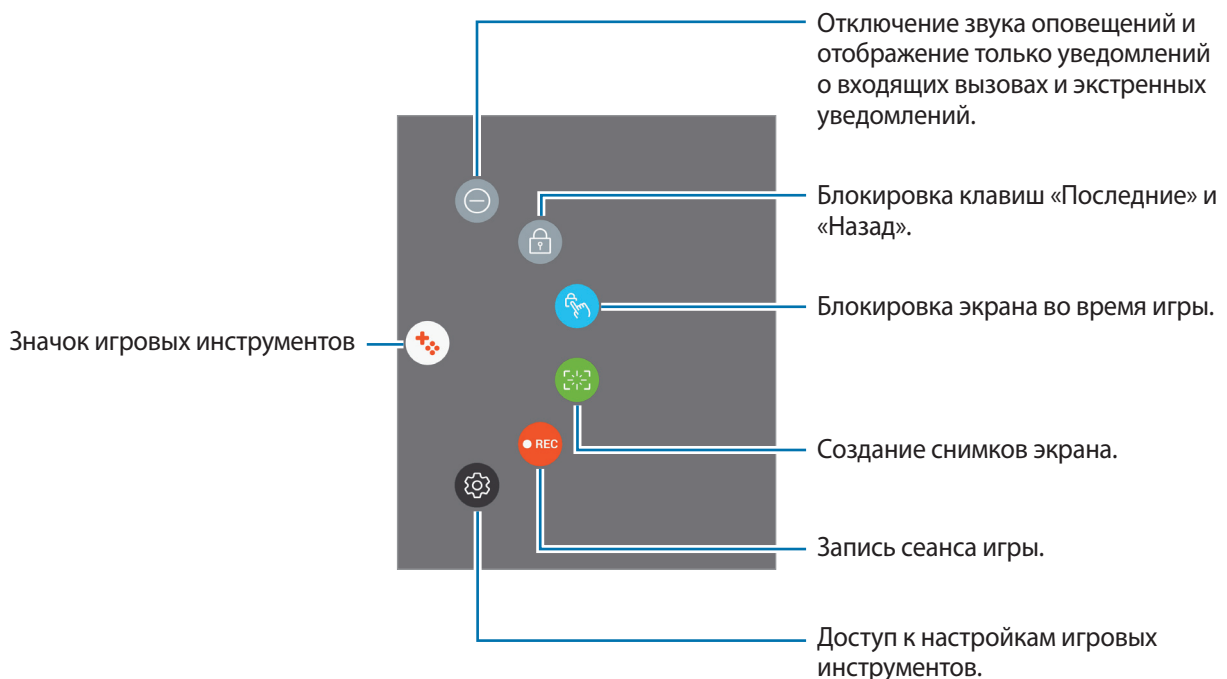 Отключение звука оповещений и
отображение только уведомлений
о входящих вызовах и экстренных
уведомлений.
Блокировка клавиш «Последние» и
«Назад».
Блокировка экрана во время игры.
Значок игровых инструментов
Создание снимков экрана.
REC
Запись сеанса игры.
Доступ к настройкам игровых
инструментов.